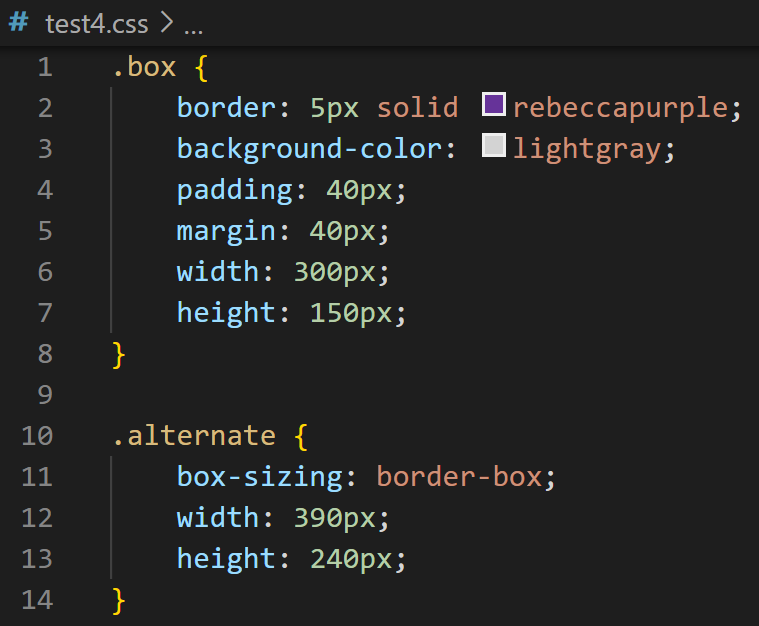 # test4.css > ...
1 .box {
2     border: 5px solid rebeccapurple;
3     background-color: lightgray;
4     padding: 40px;
5     margin: 40px;
6     width: 300px;
7     height: 150px;
8 }
9
10 .alternate {
11     box-sizing: border-box;
12     width: 390px;
13     height: 240px;
14 }